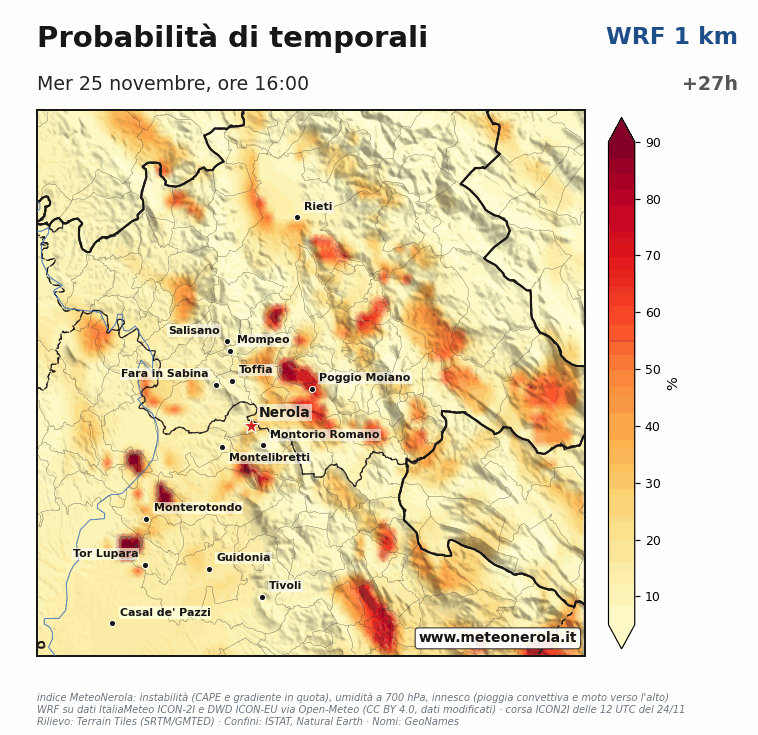 Probabilità di temporali
WRF 1 km
Mer 25 novembre, ore 16:00
+27h
Rieti
Salisano
Mompeo
Fara in Sabina
Toffia
Poggio Moiano
Nerola
Montorio Romano
Montelibretti
Monterotondo
Tor Lupara
Guidonia
Tivoli
Casal de' Pazzi
www.meteonerola.it
90
80
70
60
50
40
30
20
10
%
indice MeteoNerola: instabilità (CAPE e gradiente in quota), umidità a 700 hPa, innesco (pioggia convettiva e moto verso l'alto)
WRF su dati ItaliaMeteo ICON-2I e DWD ICON-EU via Open-Meteo (CC BY 4.0, dati modificati) · corsa ICON2I delle 12 UTC del 24/11
Rilievo: Terrain Tiles (SRTM/GMTED) · Confini: ISTAT, Natural Earth · Nomi: GeoNames